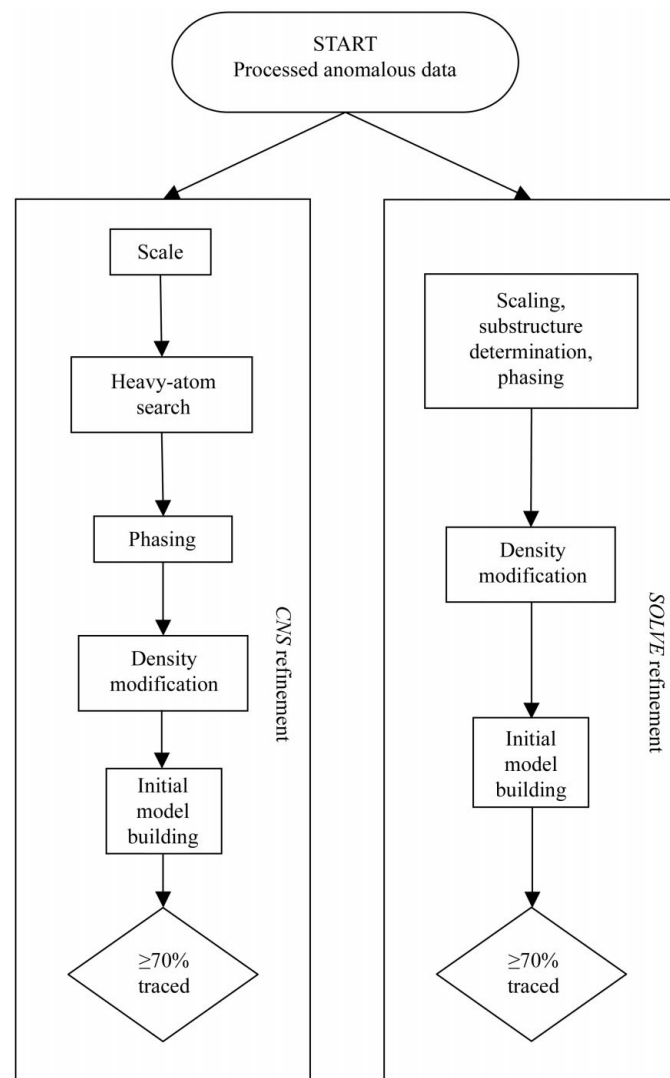 START
Processed anomalous data
Scale
Heavy-atom
search
Phasing
Density
modification
Initial
model
building
≥70%
traced
CNS refinement
Scaling,
substructure
determination,
phasing
Density
modification
Initial
model
building
≥70%
traced
SOLVE refinement